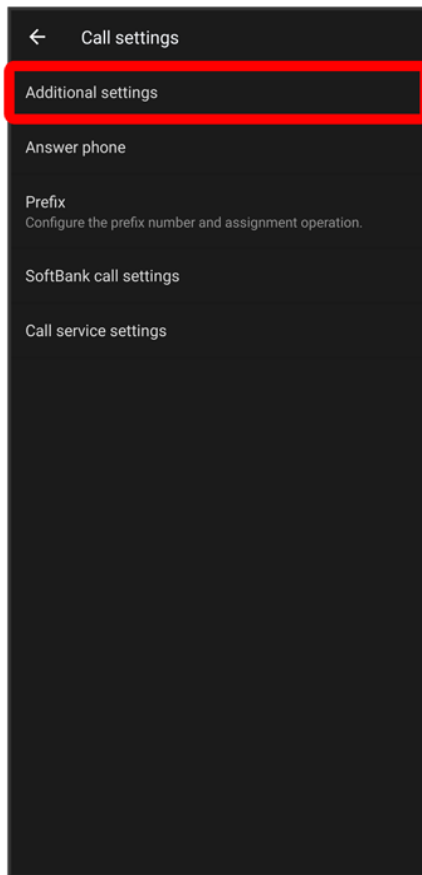 Call settings
Additional settings
Answer phone
Prefix
Configure the prefix number and assignment operation.
SoftBank call settings
Call service settings